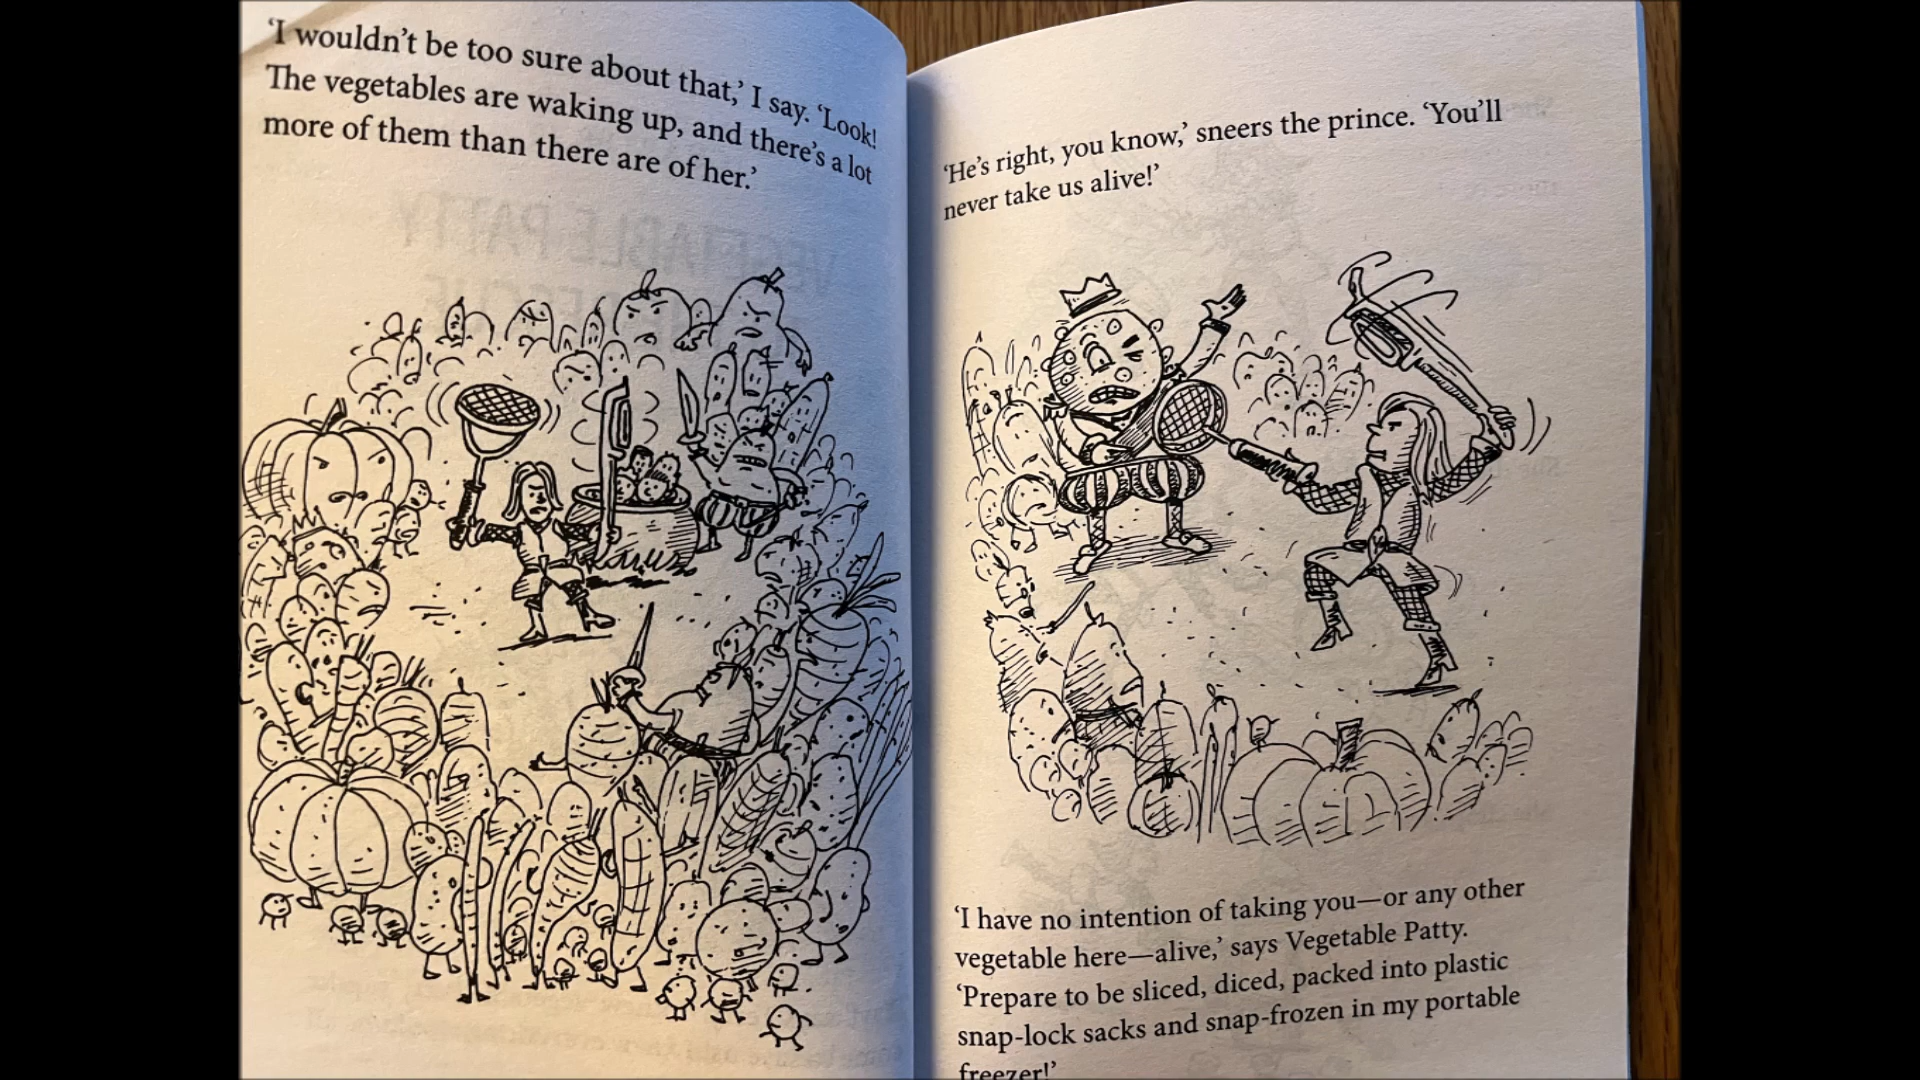 ‘I wouldn’t be too sure about that,’ I say. ‘Look!
The vegetables are waking up, and there’s a lot
more of them than there are of her.’
‘He’s right, you know,’ sneers the prince. ‘You’ll
never take us alive!’
‘I have no intention of taking you—or any other
vegetable here—alive,’ says Vegetable Patty.
‘Prepare to be sliced, diced, packed into plastic
snap-lock sacks and snap-frozen in my portable
freezer!’